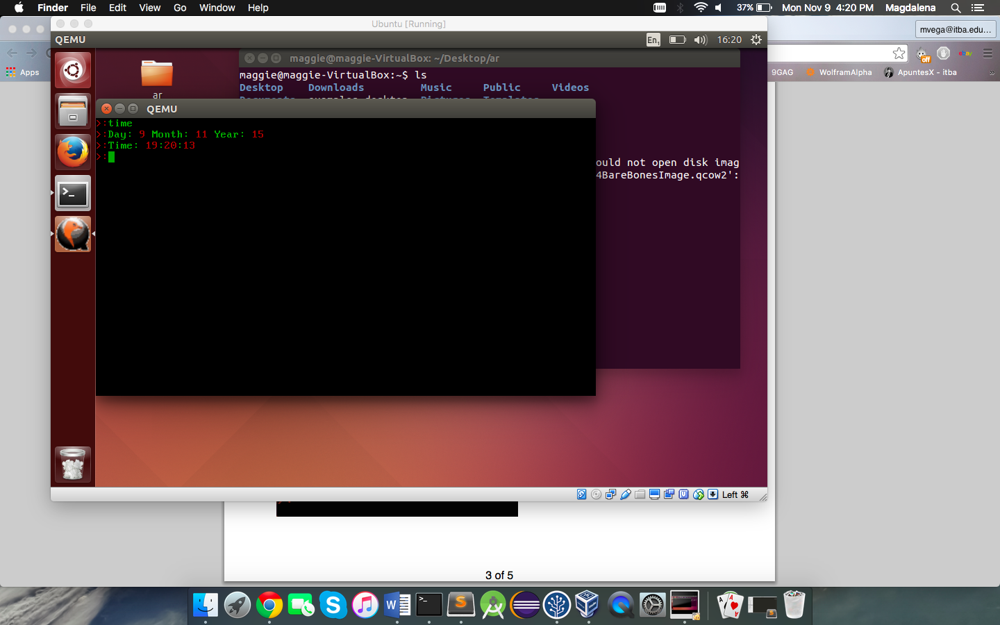 Finder File Edit View Go Window Help 37% Mon Nov 9 4:20 PM Magdalena
Ubuntu [Running]
mvega@itba.edu...
QEMU En1 16:20
maggie@maggie-VirtualBox: ~/Desktop/ar
Apps 9GAG WolframAlpha ApuntesX - itba »
off ebay
maggie@maggie-VirtualBox:~$ ls
Desktop Downloads Music Public Videos
ar
QEMU
>:time
>:Day: 9 Month: 11 Year: 15
>:Time: 19:20:13
>:
ould not open disk imag
4BareBonesImage.qcow2':
Left ⌘
3 of 5